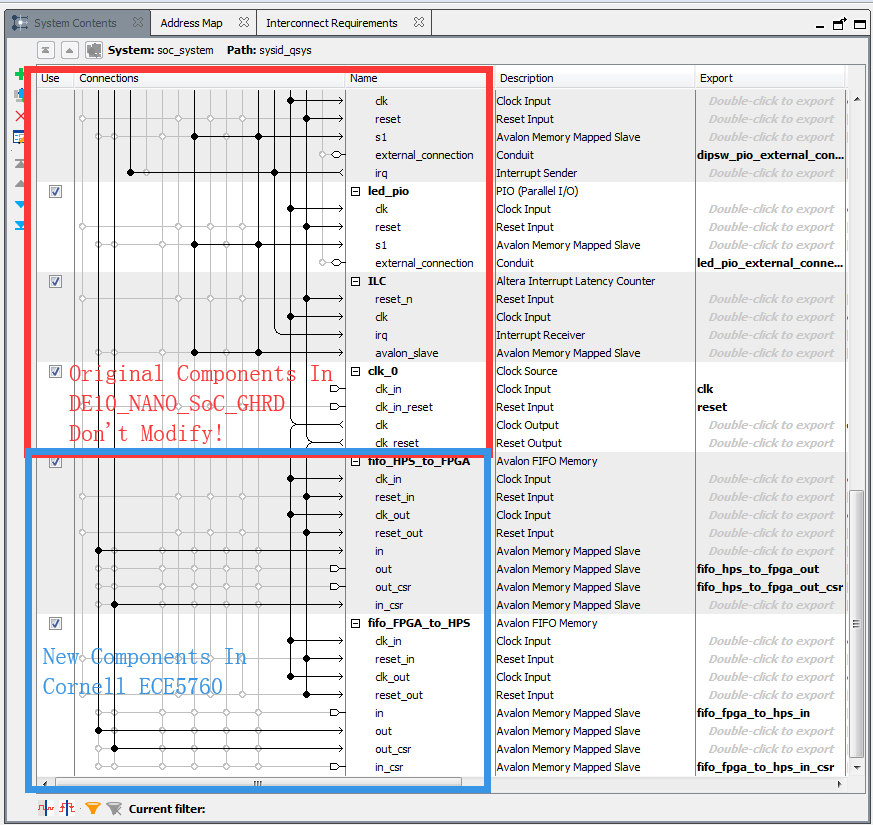 System Contents Address Map Interconnect Requirements
System: soc_system Path: sysid_qsys
Use Connections Name Description Export
clk Clock Input Double-click to export
reset Reset Input Double-click to export
s1 Avalon Memory Mapped Slave Double-click to export
external_connection Conduit dipsw_pio_external_con...
irq Interrupt Sender Double-click to export
led_pio PIO (Parallel I/O)
clk Clock Input Double-click to export
reset Reset Input Double-click to export
s1 Avalon Memory Mapped Slave Double-click to export
external_connection Conduit led_pio_external_conne...
ILC Altera Interrupt Latency Counter
reset_n Reset Input Double-click to export
clk Clock Input Double-click to export
irq Interrupt Receiver Double-click to export
avalon_slave Avalon Memory Mapped Slave Double-click to export
clk_0 Clock Source
clk_in Clock Input clk
clk_in_reset Reset Input reset
clk Clock Output Double-click to export
clk_reset Reset Output Double-click to export
Original Components In
DE10_NANO_SoC_GHRD
Don't Modify!
fifo_HPS_to_FPGA Avalon FIFO Memory
clk_in Clock Input Double-click to export
reset_in Reset Input Double-click to export
clk_out Clock Input Double-click to export
reset_out Reset Input Double-click to export
in Avalon Memory Mapped Slave Double-click to export
out Avalon Memory Mapped Slave fifo_hps_to_fpga_out
out_csr Avalon Memory Mapped Slave fifo_hps_to_fpga_out_csr
in_csr Avalon Memory Mapped Slave Double-click to export
fifo_FPGA_to_HPS Avalon FIFO Memory
clk_in Clock Input Double-click to export
reset_in Reset Input Double-click to export
clk_out Clock Input Double-click to export
reset_out Reset Input Double-click to export
in Avalon Memory Mapped Slave fifo_fpga_to_hps_in
out Avalon Memory Mapped Slave Double-click to export
out_csr Avalon Memory Mapped Slave Double-click to export
in_csr Avalon Memory Mapped Slave fifo_fpga_to_hps_in_csr
New Components In
Cornell ECE5760
Current filter: